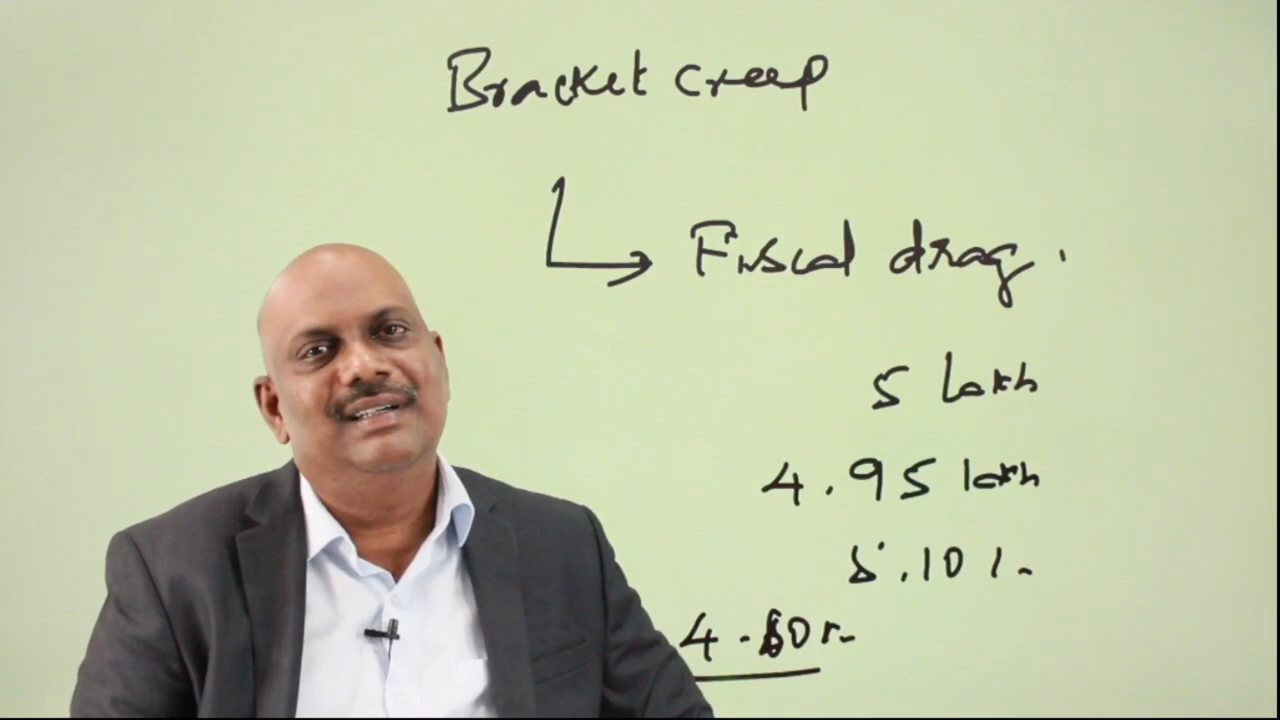 Bracket creep
Fiscal drag.
5 lakh
4.95 lakh
5.10 l.
4.80